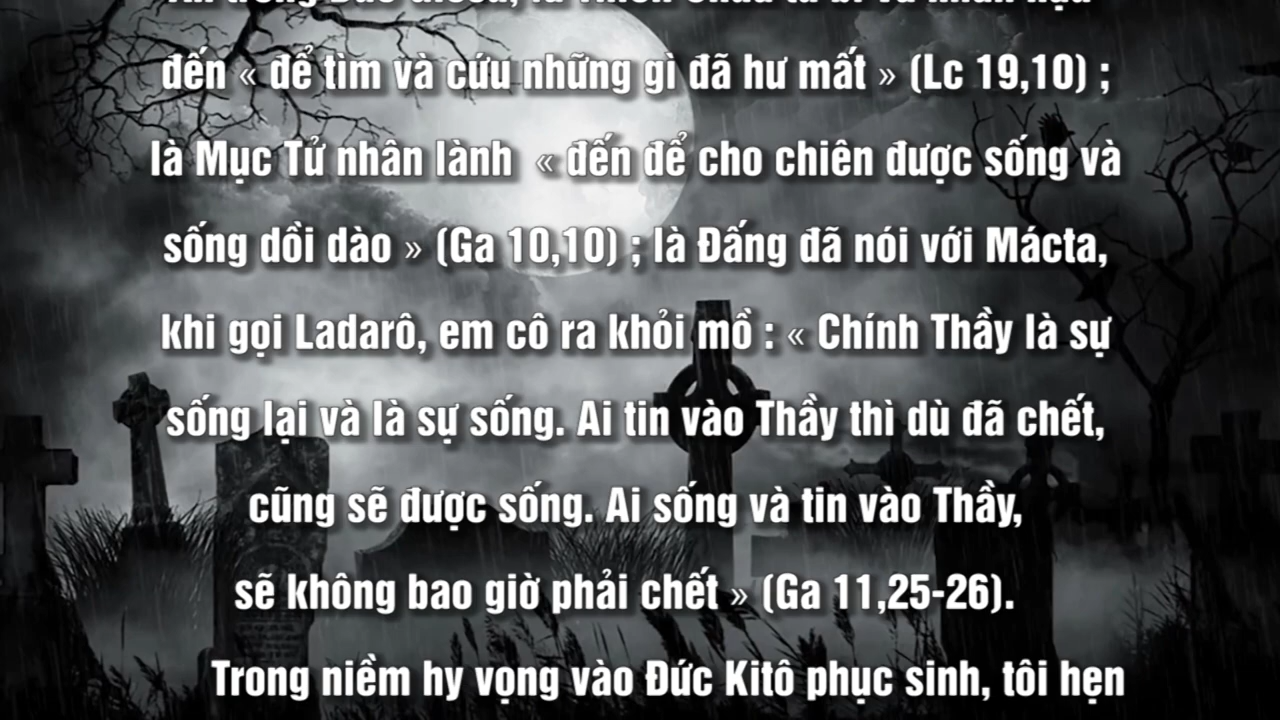 đến « để tìm và cứu những gì đã hư mất » (Lc 19,10) ;
là Mục Tử nhân lành « đến để cho chiên được sống và
sống dồi dào » (Ga 10,10) ; là Đấng đã nói với Mácta,
khi gọi Ladarô, em cô ra khỏi mồ : « Chính Thầy là sự
sống lại và là sự sống. Ai tin vào Thầy thì dù đã chết,
cũng sẽ được sống. Ai sống và tin vào Thầy,
sẽ không bao giờ phải chết » (Ga 11,25-26).
Trong niềm hy vọng vào Đức Kitô phục sinh, tôi hẹn